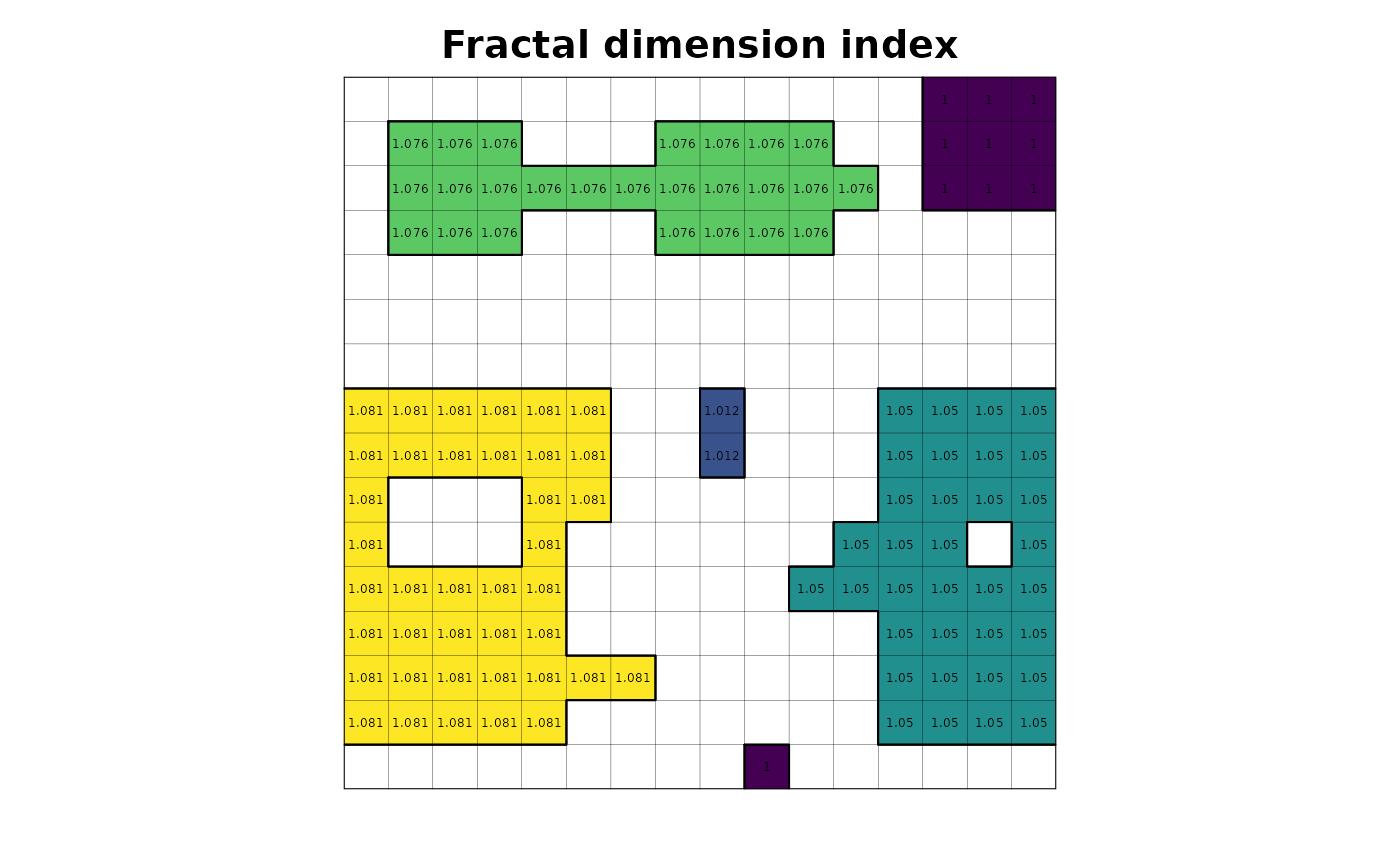 Fractal dimension index
1 1 1
1.076 1.076 1.076 1.076 1.076 1.076 1.076 1 1 1
1.076 1.076 1.076 1.076 1.076 1.076 1.076 1.076 1.076 1.076 1.076 1 1 1
1.076 1.076 1.076 1.076 1.076 1.076 1.076
1.081 1.081 1.081 1.081 1.081 1.081 1.012 1.05 1.05 1.05 1.05
1.081 1.081 1.081 1.081 1.081 1.081 1.012 1.05 1.05 1.05 1.05
1.081 1.081 1.081 1.05 1.05 1.05 1.05
1.081 1.081 1.05 1.05 1.05 1.05
1.081 1.081 1.081 1.081 1.081 1.05 1.05 1.05 1.05 1.05 1.05
1.081 1.081 1.081 1.081 1.081 1.05 1.05 1.05 1.05
1.081 1.081 1.081 1.081 1.081 1.081 1.081 1.05 1.05 1.05 1.05
1.081 1.081 1.081 1.081 1.081 1.05 1.05 1.05 1.05
1